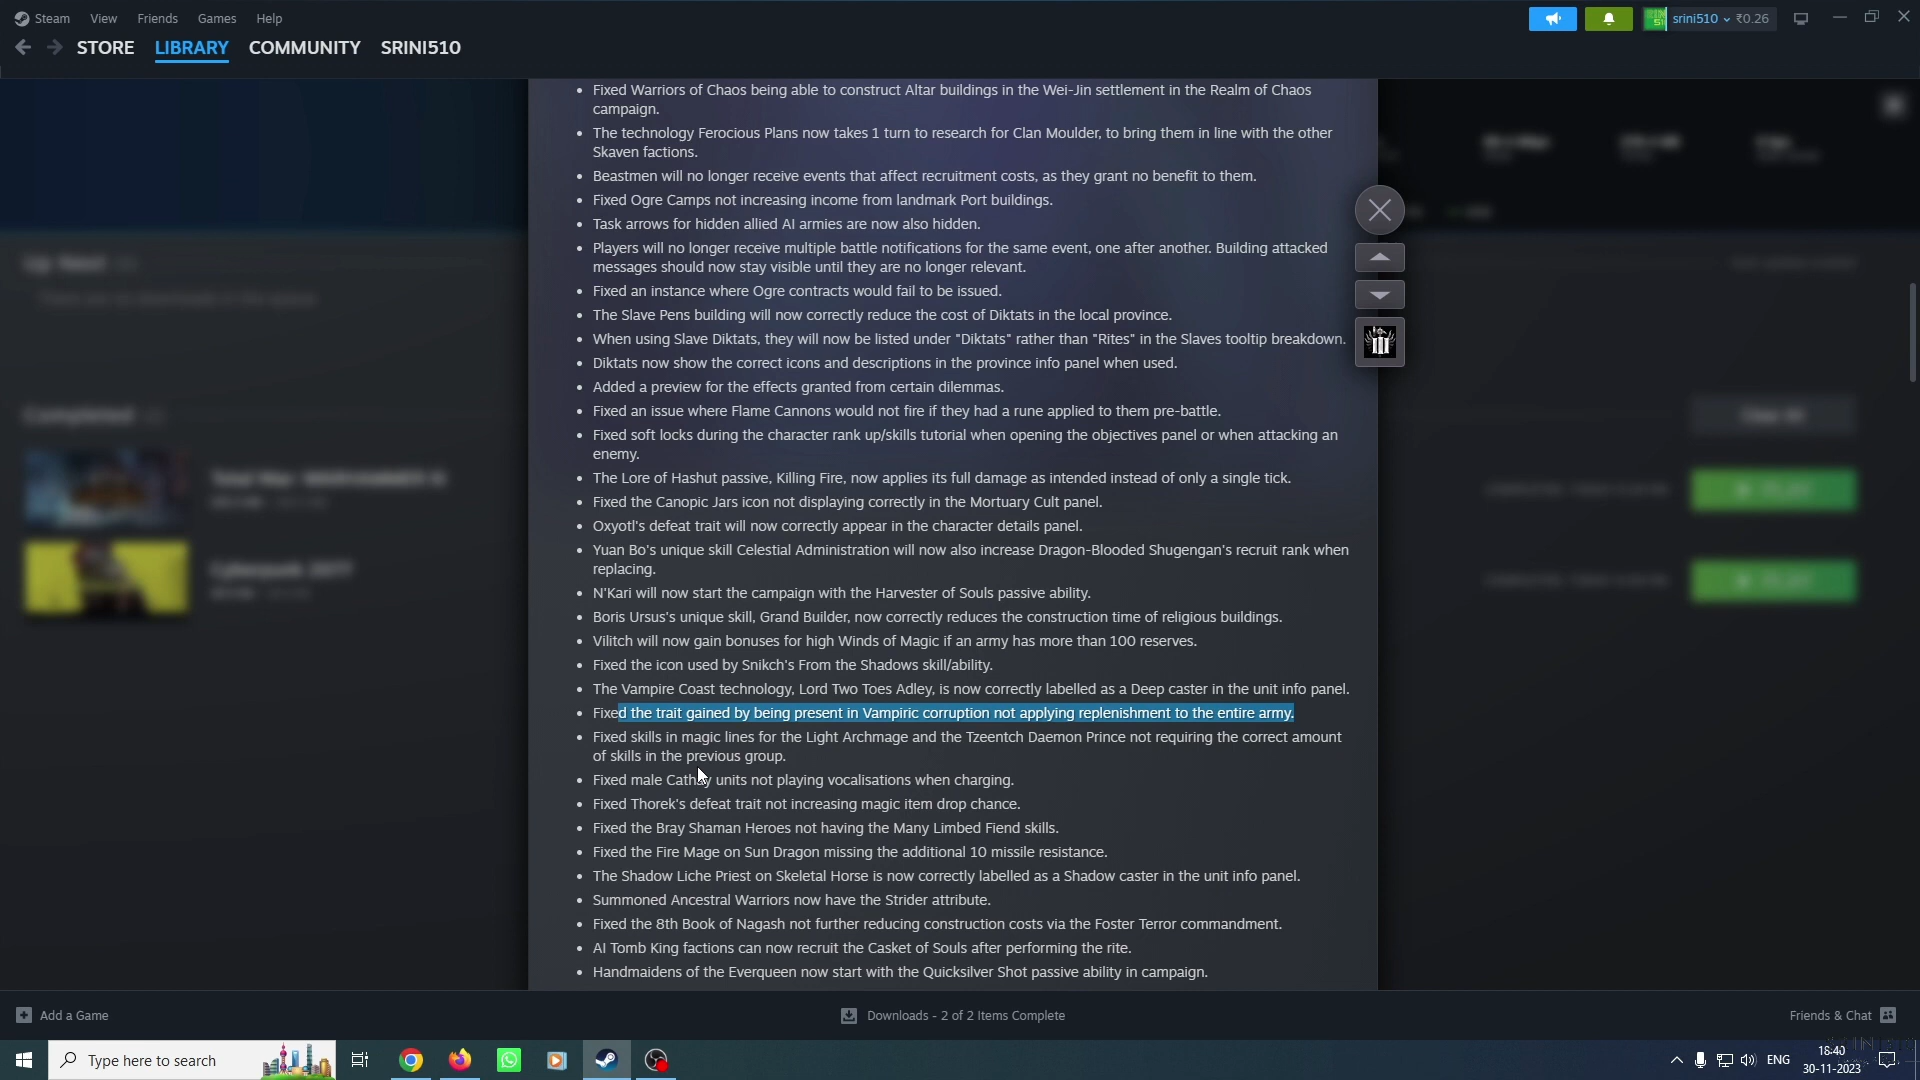 Steam View Friends Games Help
srini510 ₹0.26
STORE LIBRARY COMMUNITY SRINI510
• Fixed Warriors of Chaos being able to construct Altar buildings in the Wei-Jin settlement in the Realm of Chaos
campaign.
• The technology Ferocious Plans now takes 1 turn to research for Clan Moulder, to bring them in line with the other
Skaven factions.
• Beastmen will no longer receive events that affect recruitment costs, as they grant no benefit to them.
• Fixed Ogre Camps not increasing income from landmark Port buildings.
• Task arrows for hidden allied AI armies are now also hidden.
• Players will no longer receive multiple battle notifications for the same event, one after another. Building attacked
messages should now stay visible until they are no longer relevant.
• Fixed an instance where Ogre contracts would fail to be issued.
• The Slave Pens building will now correctly reduce the cost of Diktats in the local province.
• When using Slave Diktats, they will now be listed under "Diktats" rather than "Rites" in the Slaves tooltip breakdown.
• Diktats now show the correct icons and descriptions in the province info panel when used.
• Added a preview for the effects granted from certain dilemmas.
• Fixed an issue where Flame Cannons would not fire if they had a rune applied to them pre-battle.
• Fixed soft locks during the character rank up/skills tutorial when opening the objectives panel or when attacking an
enemy.
• The Lore of Hashut passive, Killing Fire, now applies its full damage as intended instead of only a single tick.
• Fixed the Canopic Jars icon not displaying correctly in the Mortuary Cult panel.
• Oxyotl's defeat trait will now correctly appear in the character details panel.
• Yuan Bo's unique skill Celestial Administration will now also increase Dragon-Blooded Shugengan's recruit rank when
replacing.
• N'Kari will now start the campaign with the Harvester of Souls passive ability.
• Boris Ursus's unique skill, Grand Builder, now correctly reduces the construction time of religious buildings.
• Vilitch will now gain bonuses for high Winds of Magic if an army has more than 100 reserves.
• Fixed the icon used by Snikch's From the Shadows skill/ability.
• The Vampire Coast technology, Lord Two Toes Adley, is now correctly labelled as a Deep caster in the unit info panel.
• Fixed the trait gained by being present in Vampiric corruption not applying replenishment to the entire army.
• Fixed skills in magic lines for the Light Archmage and the Tzeentch Daemon Prince not requiring the correct amount
of skills in the previous group.
• Fixed male Cathay units not playing vocalisations when charging.
• Fixed Thorek's defeat trait not increasing magic item drop chance.
• Fixed the Bray Shaman Heroes not having the Many Limbed Fiend skills.
• Fixed the Fire Mage on Sun Dragon missing the additional 10 missile resistance.
• The Shadow Liche Priest on Skeletal Horse is now correctly labelled as a Shadow caster in the unit info panel.
• Summoned Ancestral Warriors now have the Strider attribute.
• Fixed the 8th Book of Nagash not further reducing construction costs via the Foster Terror commandment.
• AI Tomb King factions can now recruit the Casket of Souls after performing the rite.
• Handmaidens of the Everqueen now start with the Quicksilver Shot passive ability in campaign.
Up Next
Completed
Total War: WARHAMMER III
Cyberpunk 2077
Clear All
Add a Game
Downloads - 2 of 2 Items Complete
Friends & Chat
Type here to search
ENG
18:40
30-11-2023